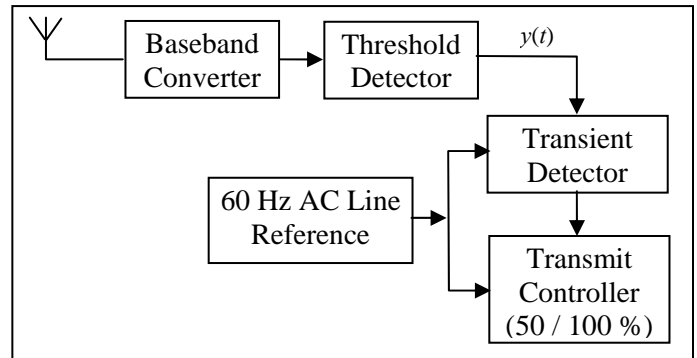 Baseband
Converter
Threshold
Detector
y(t)
Transient
Detector
60 Hz AC Line
Reference
Transmit
Controller
(50 / 100 %)